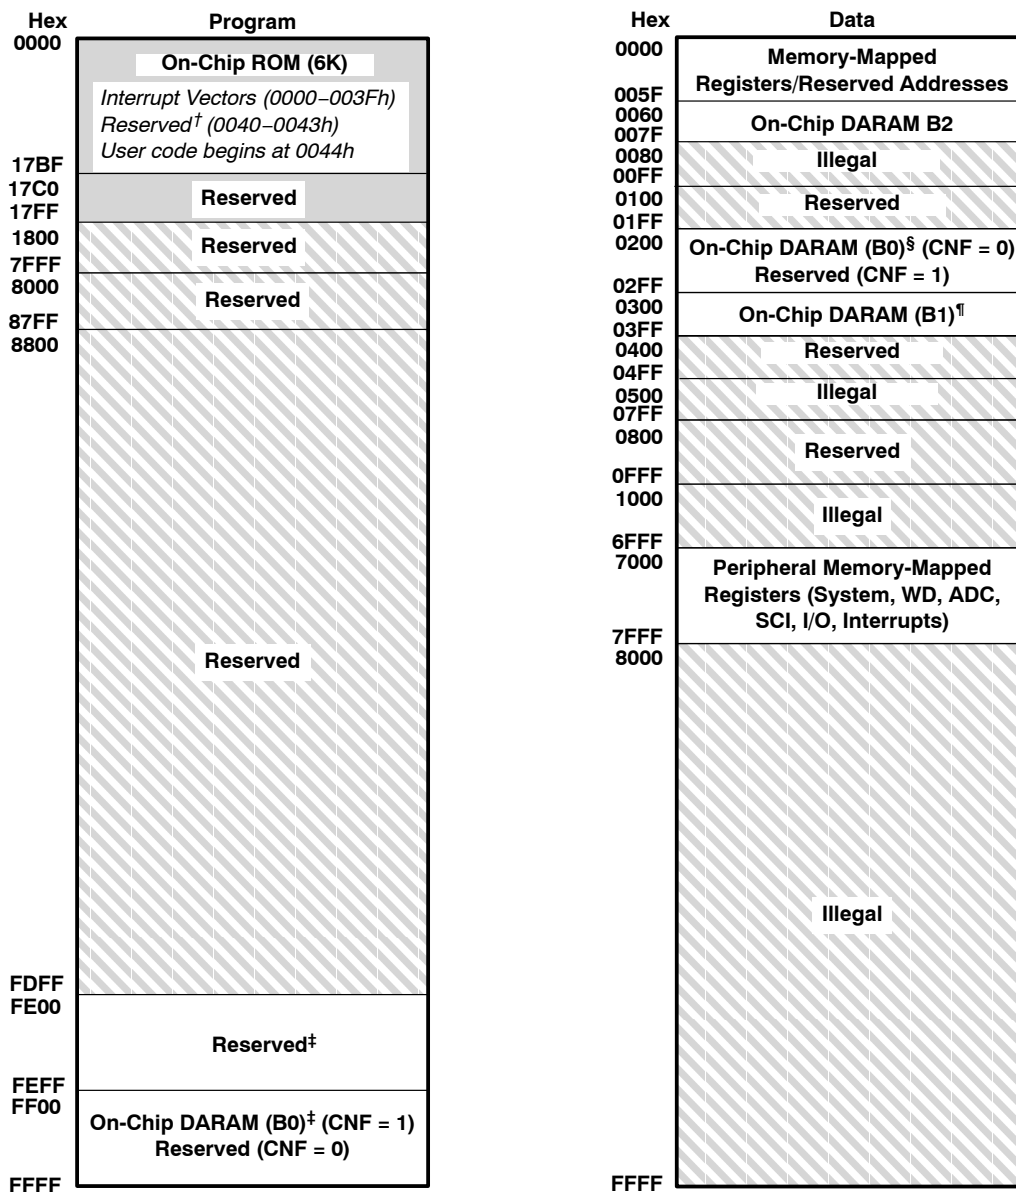 Hex Program
0000
On-Chip ROM (6K)
Interrupt Vectors (0000–003Fh)
Reserved† (0040–0043h)
User code begins at 0044h
17BF
17C0
Reserved
17FF
1800
Reserved
7FFF
8000
Reserved
87FF
8800
Reserved
FDFF
FE00
Reserved‡
FEFF
FF00
On-Chip DARAM (B0)‡ (CNF = 1)
Reserved (CNF = 0)
FFFF
Hex Data
0000
Memory-Mapped
Registers/Reserved Addresses
005F
0060
On-Chip DARAM B2
007F
0080
Illegal
00FF
0100
Reserved
01FF
0200
On-Chip DARAM (B0)§ (CNF = 0)
Reserved (CNF = 1)
02FF
0300
On-Chip DARAM (B1)¶
03FF
0400
Reserved
04FF
0500
Illegal
07FF
0800
Reserved
0FFF
1000
Illegal
6FFF
7000
Peripheral Memory-Mapped
Registers (System, WD, ADC,
SCI, I/O, Interrupts)
7FFF
8000
Illegal
FFFF